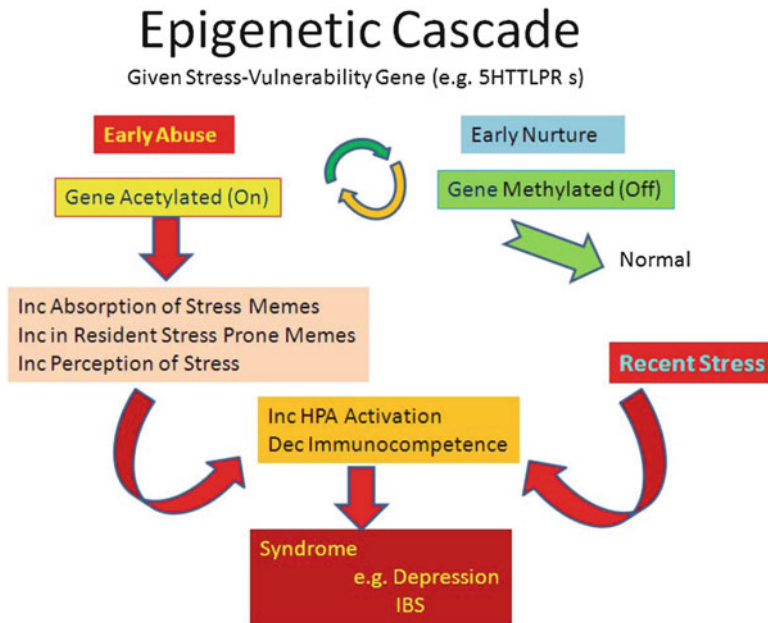 Epigenetic Cascade
Given Stress-Vulnerability Gene (e.g. 5HTTLPR s)
Early Abuse
Early Nurture
Gene Acetylated (On)
Gene Methylated (Off)
Normal
Inc Absorption of Stress Memes
Inc in Resident Stress Prone Memes
Inc Perception of Stress
Recent Stress
Inc HPA Activation
Dec Immunocompetence
Syndrome
e.g. Depression
IBS